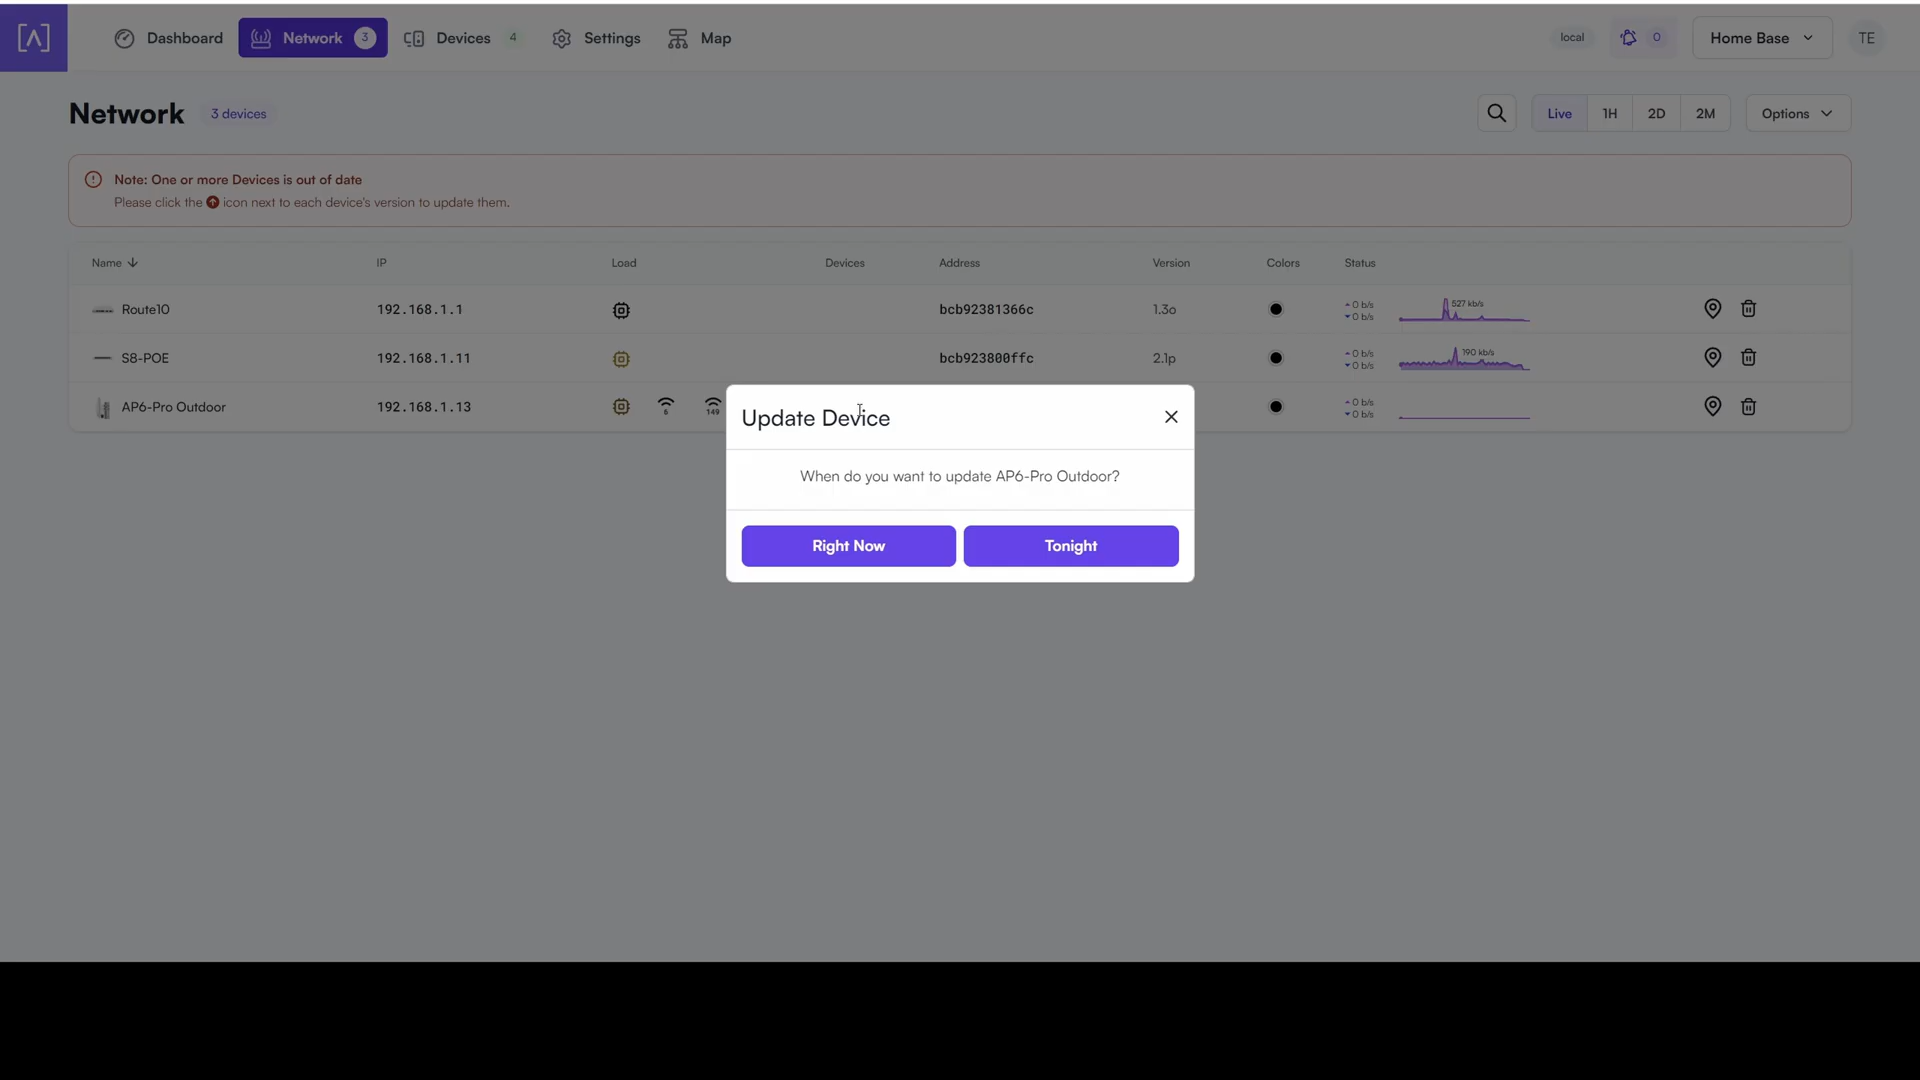 [Λ] Dashboard Network 3 Devices 4 Settings Map local 0 Home Base TE
Network 3 devices Live 1H 2D 2M Options
Note: One or more Devices is out of date
Please click the icon next to each device's version to update them.
Name IP Load Devices Address Version Colors Status
Route10 192.168.1.1 bcb92381366c 1.3o 0 b/s 0 b/s 527 kb/s
S8-POE 192.168.1.11 bcb923800ffc 2.1p 0 b/s 0 b/s 190 kb/s
AP6-Pro Outdoor 192.168.1.13 6 149 0 b/s 0 b/s
Update Device
When do you want to update AP6-Pro Outdoor?
Right Now Tonight